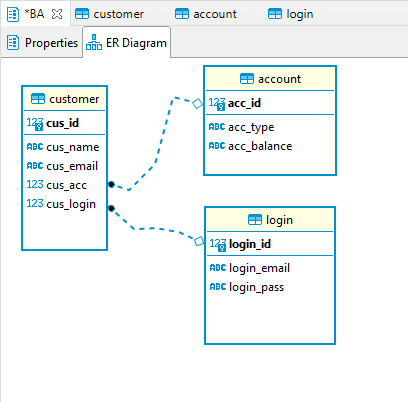 *BA customer account login
Properties ER Diagram
customer
123 cus_id
ABC cus_name
ABC cus_email
123 cus_acc
123 cus_login
account
123 acc_id
ABC acc_type
ABC acc_balance
login
123 login_id
ABC login_email
ABC login_pass